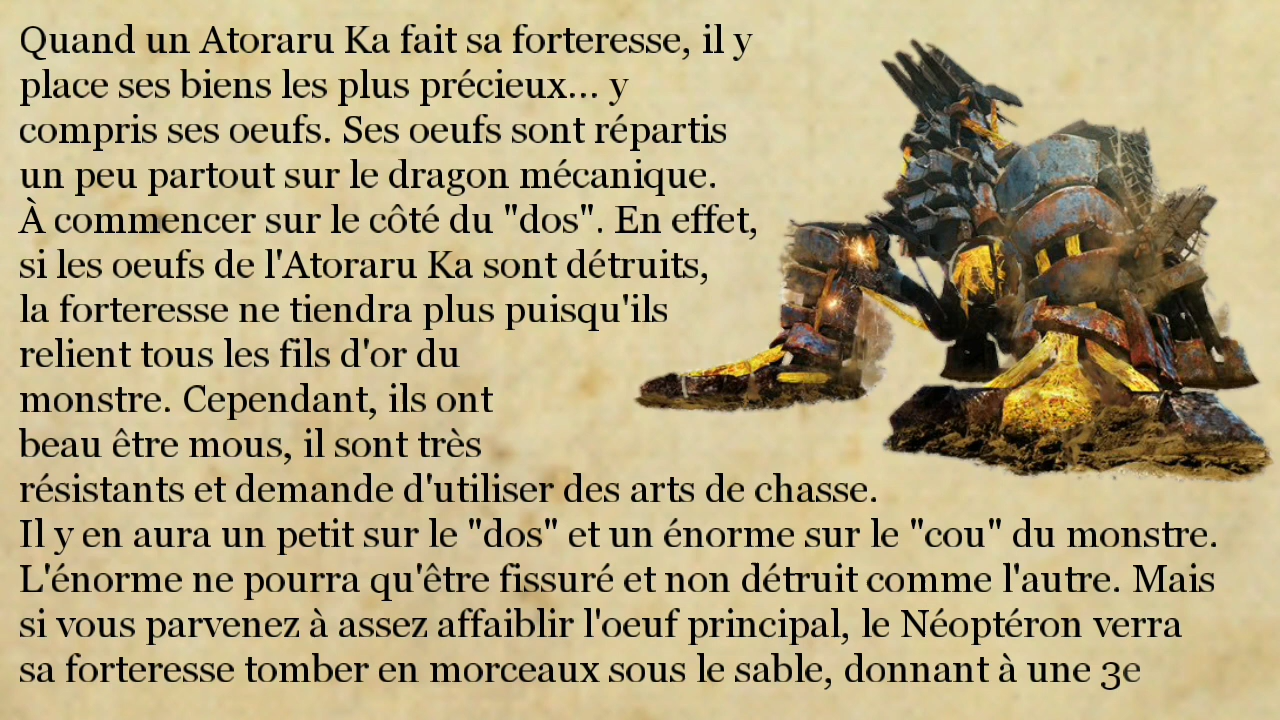 Quand un Atoraru Ka fait sa forteresse, il y
place ses biens les plus précieux... y
compris ses oeufs. Ses oeufs sont répartis
un peu partout sur le dragon mécanique.
À commencer sur le côté du "dos". En effet,
si les oeufs de l'Atoraru Ka sont détruits,
la forteresse ne tiendra plus puisqu'ils
relient tous les fils d'or du
monstre. Cependant, ils ont
beau être mous, il sont très
résistants et demande d'utiliser des arts de chasse.
Il y en aura un petit sur le "dos" et un énorme sur le "cou" du monstre.
L'énorme ne pourra qu'être fissuré et non détruit comme l'autre. Mais
si vous parvenez à assez affaiblir l'oeuf principal, le Néoptéron verra
sa forteresse tomber en morceaux sous le sable, donnant à une 3e